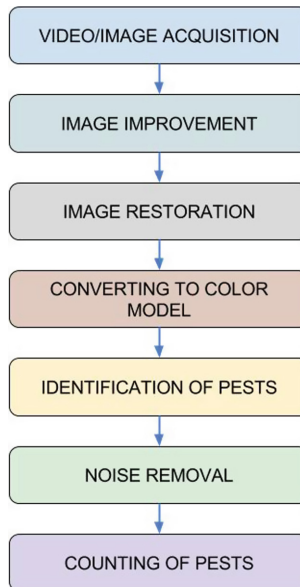 VIDEO/IMAGE ACQUISITION
IMAGE IMPROVEMENT
IMAGE RESTORATION
CONVERTING TO COLOR
MODEL
IDENTIFICATION OF PESTS
NOISE REMOVAL
COUNTING OF PESTS